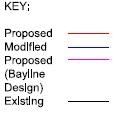 KEY;
Proposed
Modified
Proposed
(Bayline
Design)
Existing